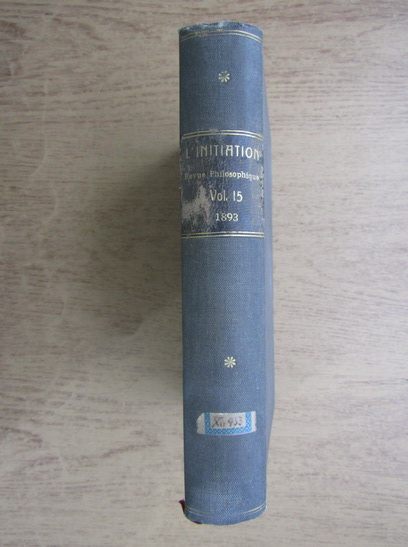 L'INITIATION
Revue Philosophique
Vol. 15
1893